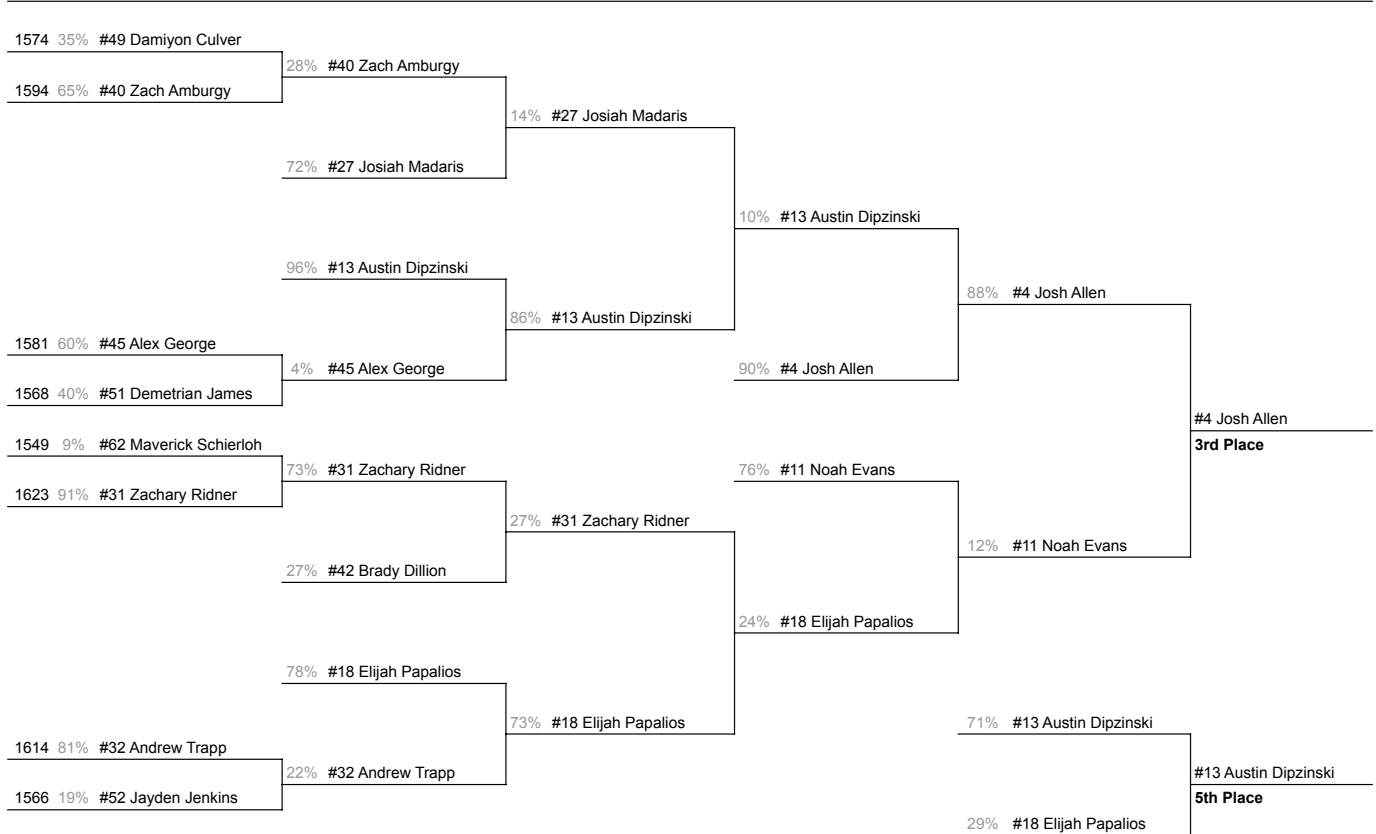 1574 35% #49 Damiyon Culver
28% #40 Zach Amburgy
1594 65% #40 Zach Amburgy
14% #27 Josiah Madaris
72% #27 Josiah Madaris
10% #13 Austin Dipzinski
96% #13 Austin Dipzinski
88% #4 Josh Allen
86% #13 Austin Dipzinski
1581 60% #45 Alex George
4% #45 Alex George
90% #4 Josh Allen
1568 40% #51 Demetrian James
#4 Josh Allen
3rd Place
1549 9% #62 Maverick Schierloh
73% #31 Zachary Ridner
76% #11 Noah Evans
1623 91% #31 Zachary Ridner
27% #31 Zachary Ridner
12% #11 Noah Evans
27% #42 Brady Dillion
24% #18 Elijah Papalios
78% #18 Elijah Papalios
73% #18 Elijah Papalios
71% #13 Austin Dipzinski
1614 81% #32 Andrew Trapp
22% #32 Andrew Trapp
#13 Austin Dipzinski
5th Place
1566 19% #52 Jayden Jenkins
29% #18 Elijah Papalios